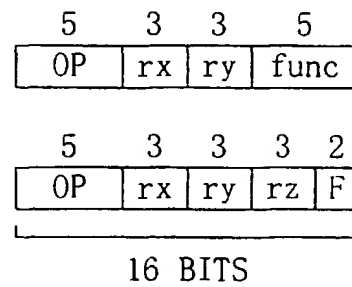 5 3 3 5
OP rx ry func
5 3 3 3 2
OP rx ry rz F
16 BITS